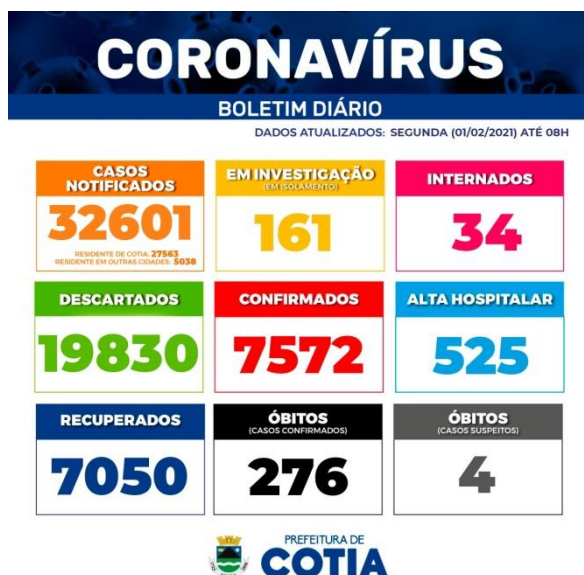 CORONAVÍRUS
BOLETIM DIÁRIO
DADOS ATUALIZADOS: SEGUNDA (01/02/2021) ATÉ 08H
CASOS
NOTIFICADOS
32601
RESIDENTE DE COTIA: 27563
RESIDENTE EM OUTRAS CIDADES: 5038
EM INVESTIGAÇÃO
(EM ISOLAMENTO)
161
INTERNADOS
34
DESCARTADOS
19830
CONFIRMADOS
7572
ALTA HOSPITALAR
525
RECUPERADOS
7050
ÓBITOS
(CASOS CONFIRMADOS)
276
ÓBITOS
(CASOS SUSPEITOS)
4
PREFEITURA DE
COTIA